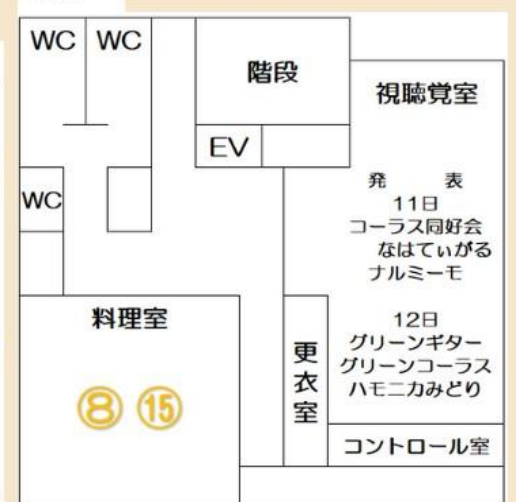 WC WC
階段
視聴覚室
EV
WC
発 表
11日
コーラス同好会
なはてぃがる
ナルミーモ
料理室
⑧ ⑮
更衣室
12日
グリーンギター
グリーンコーラス
ハモニカみどり
コントロール室